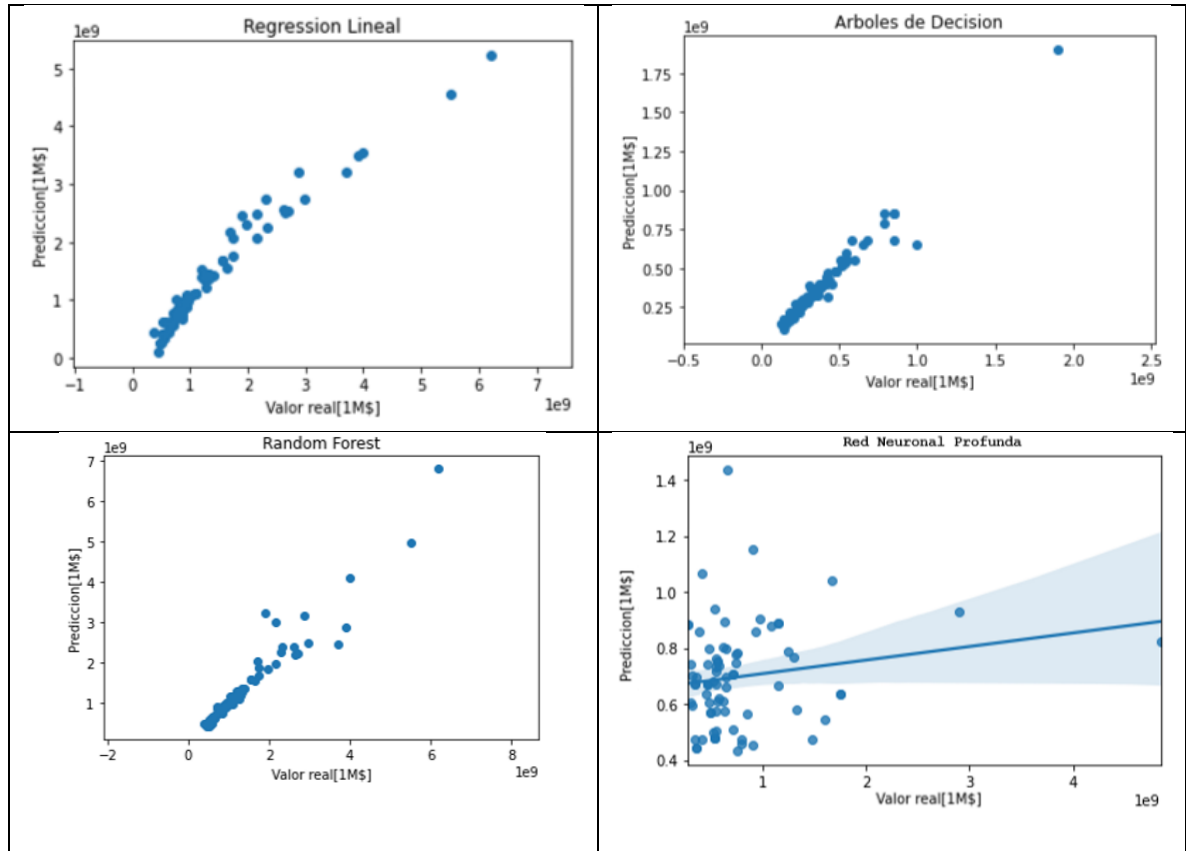 Regression Lineal
1e9
5
4
3
2
1
0
Prediccion[1M$]
−1 0 1 2 3 4 5 6 7
Valor real[1M$]
1e9
Arboles de Decision
1e9
1.75
1.50
1.25
1.00
0.75
0.50
0.25
Prediccion[1M$]
−0.5 0.0 0.5 1.0 1.5 2.0 2.5
Valor real[1M$]
1e9
Random Forest
1e9
7
6
5
4
3
2
1
Prediccion[1M$]
−2 0 2 4 6 8
Valor real[1M$]
1e9
Red Neuronal Profunda
1e9
1.4
1.2
1.0
0.8
0.6
0.4
Prediccion[1M$]
1 2 3 4
Valor real[1M$]
1e9